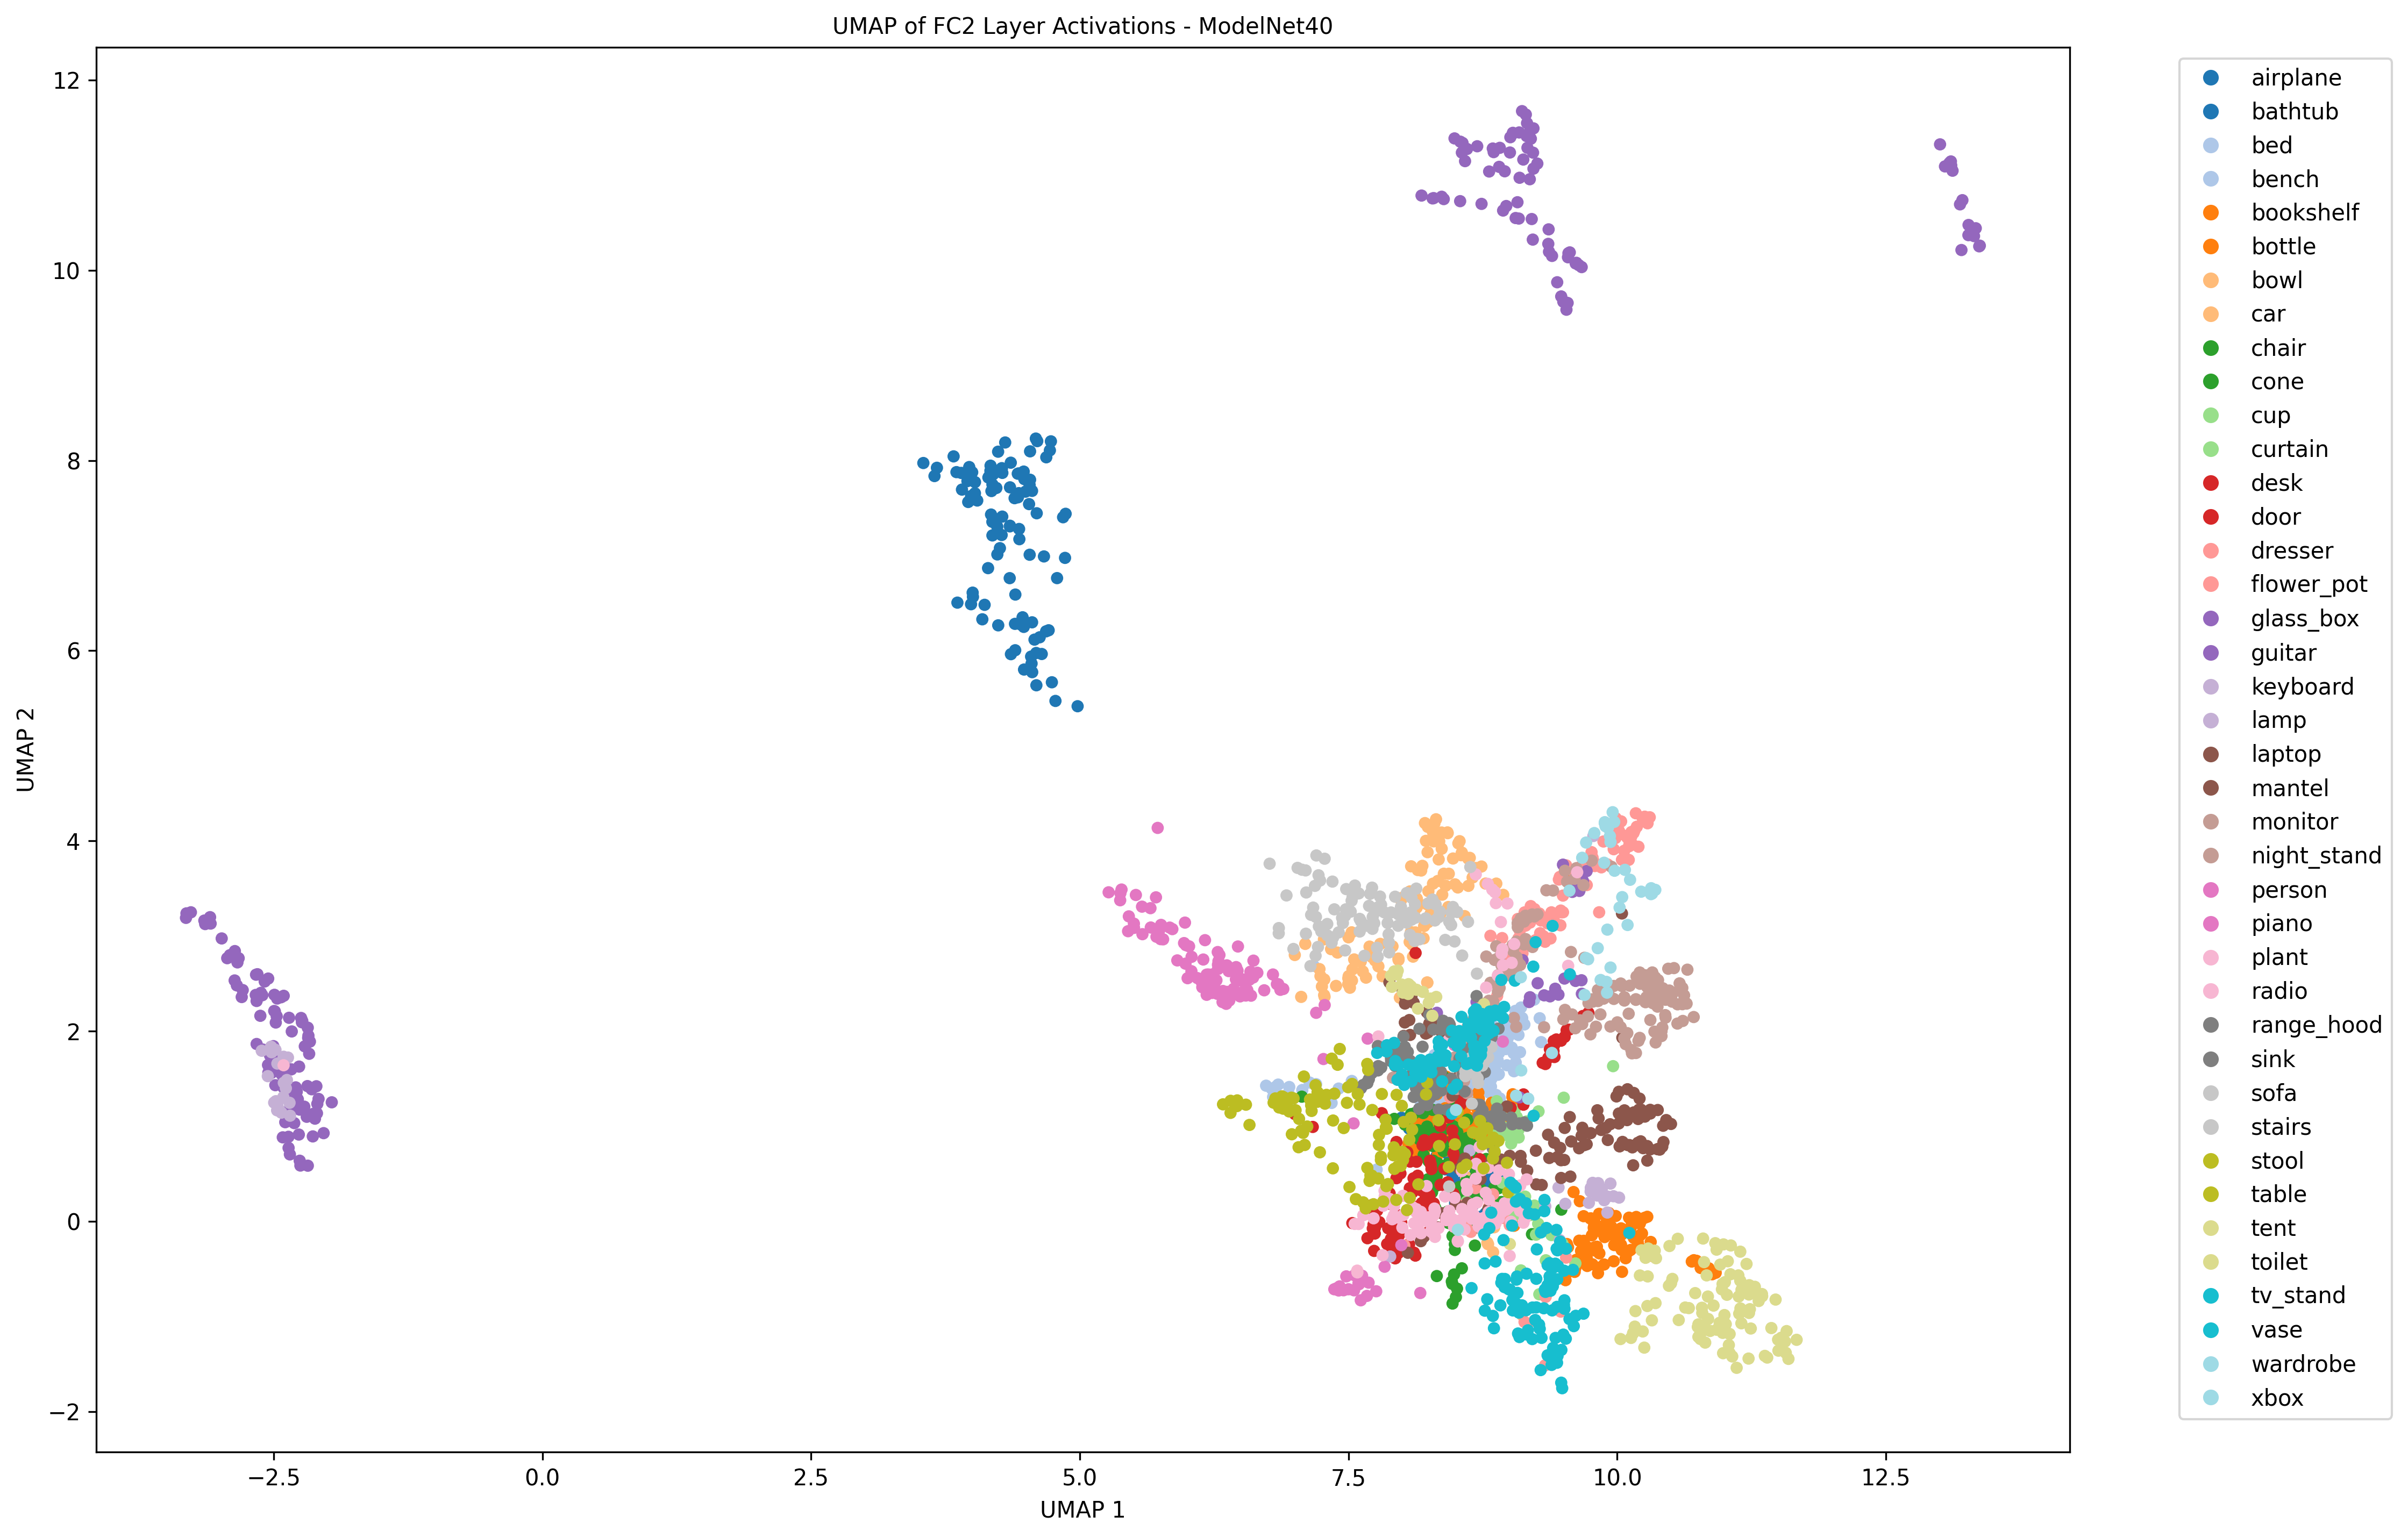 UMAP of FC2 Layer Activations - ModelNet40
12
10
8
6
4
2
0
−2
UMAP 2
−2.5
0.0
2.5
5.0
7.5
10.0
12.5
UMAP 1
airplane
bathtub
bed
bench
bookshelf
bottle
bowl
car
chair
cone
cup
curtain
desk
door
dresser
flower_pot
glass_box
guitar
keyboard
lamp
laptop
mantel
monitor
night_stand
person
piano
plant
radio
range_hood
sink
sofa
stairs
stool
table
tent
toilet
tv_stand
vase
wardrobe
xbox